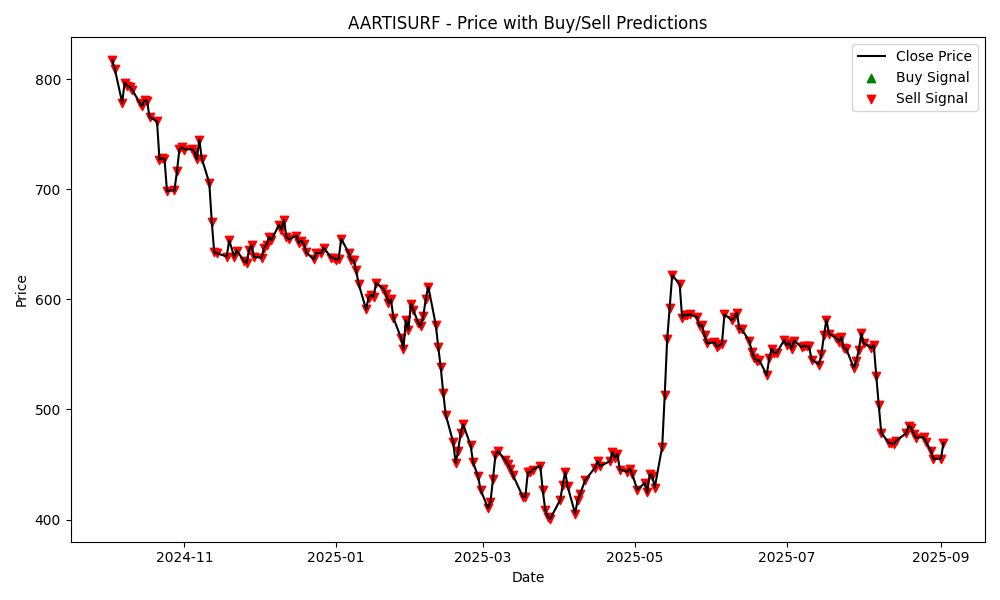 AARTISURF - Price with Buy/Sell Predictions
Close Price
Buy Signal
Sell Signal
Price
800
700
600
500
400
2024-11
2025-01
2025-03
2025-05
2025-07
2025-09
Date